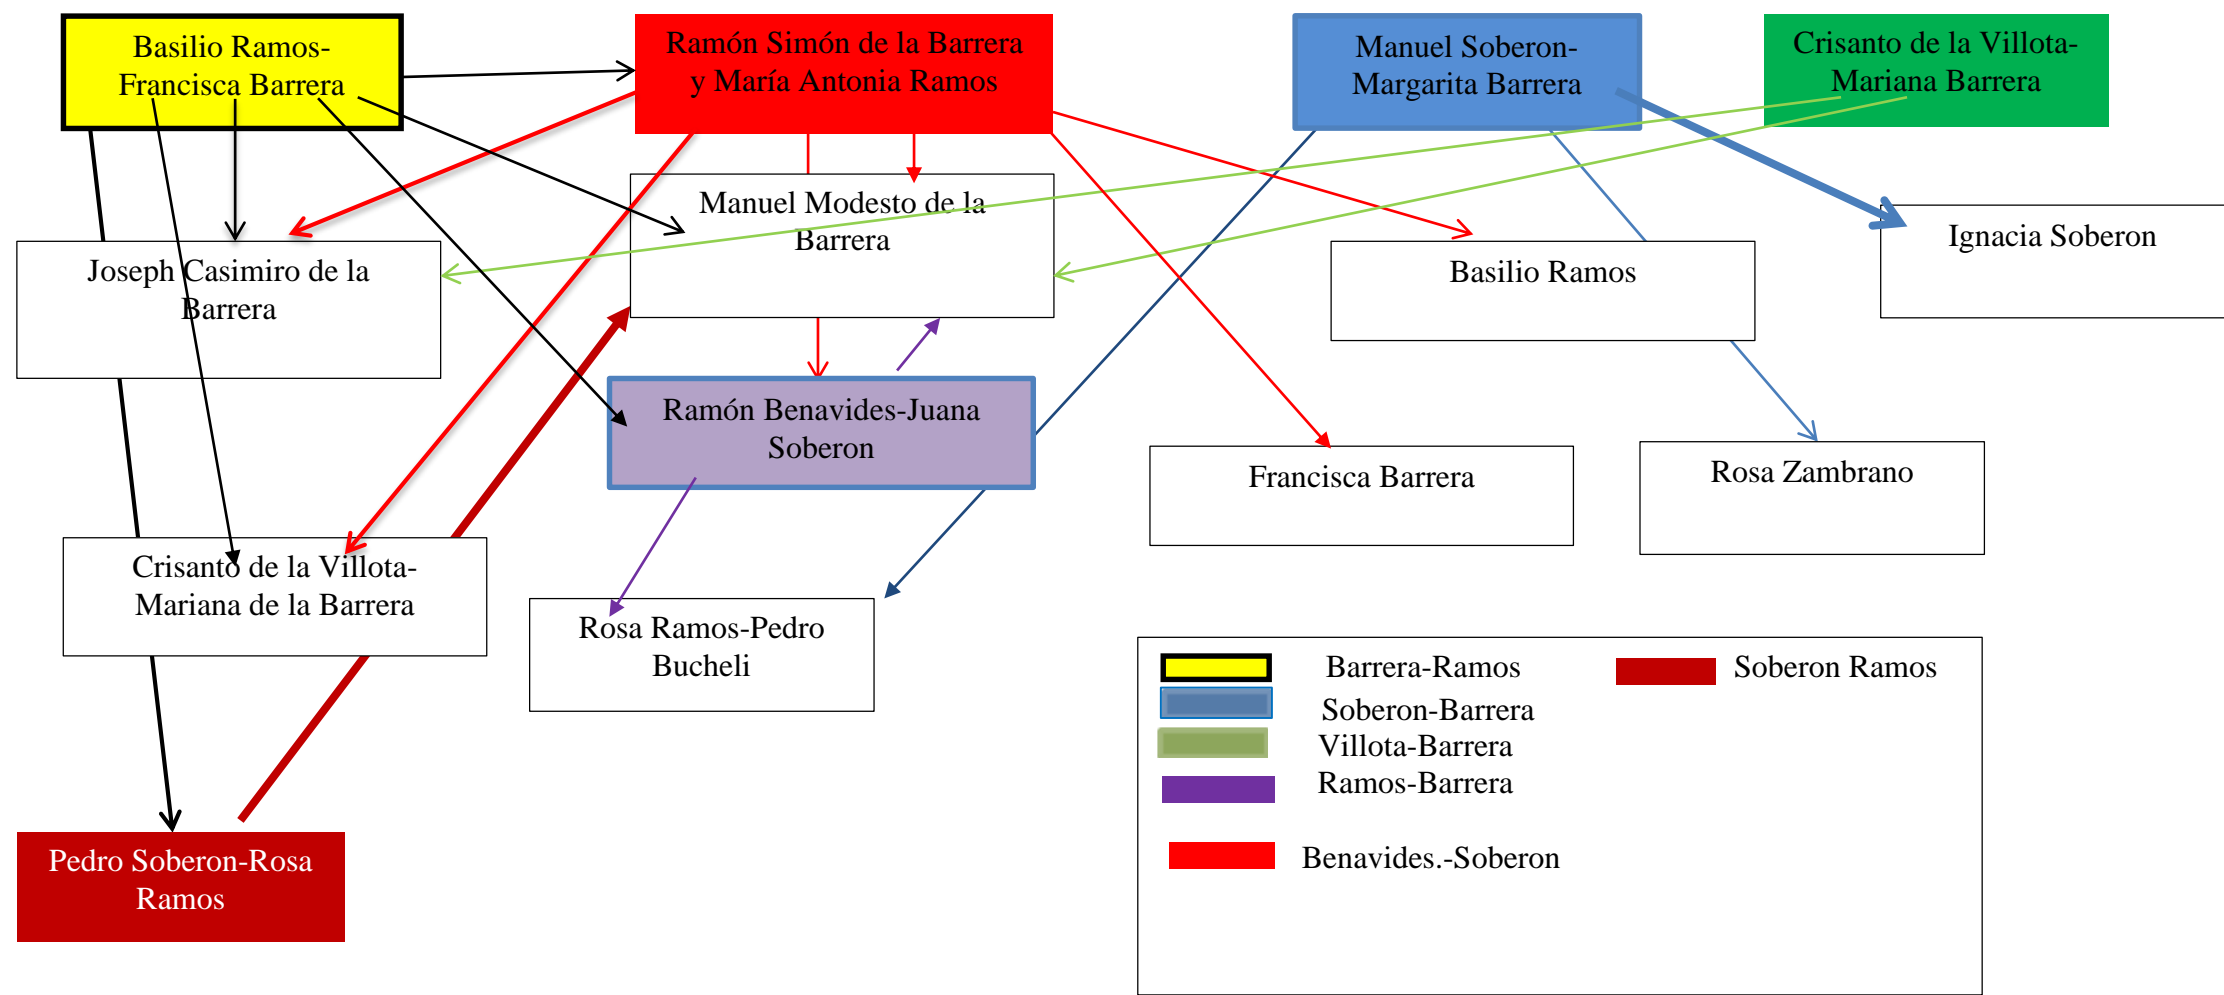 Basilio Ramos-
Francisca Barrera
Ramón Simón de la Barrera
y María Antonia Ramos
Manuel Soberon-
Margarita Barrera
Crisanto de la Villota-
Mariana Barrera
Manuel Modesto de la
Barrera
Ignacia Soberon
Joseph Casimiro de la
Barrera
Basilio Ramos
Ramón Benavides-Juana
Soberon
Francisca Barrera
Rosa Zambrano
Crisanto de la Villota-
Mariana de la Barrera
Rosa Ramos-Pedro
Bucheli
Pedro Soberon-Rosa
Ramos
Barrera-Ramos
Soberon Ramos
Soberon-Barrera
Villota-Barrera
Ramos-Barrera
Benavides.-Soberon